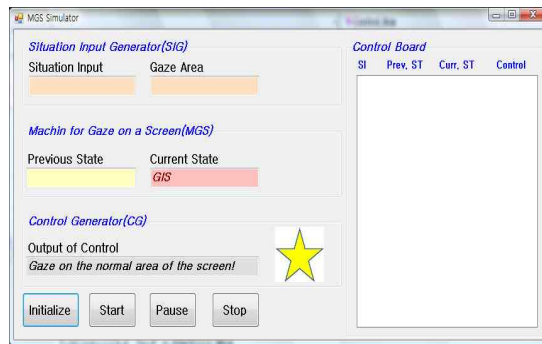 MGS Simulator
Situation Input Generator(SIG)
Situation Input Gaze Area
Machin for Gaze on a Screen(MGS)
Previous State Current State
GIS
Control Generator(CG)
Output of Control
Gaze on the normal area of the screen!
Initialize Start Pause Stop
Control Board
SI Prev, ST Curr, ST Control